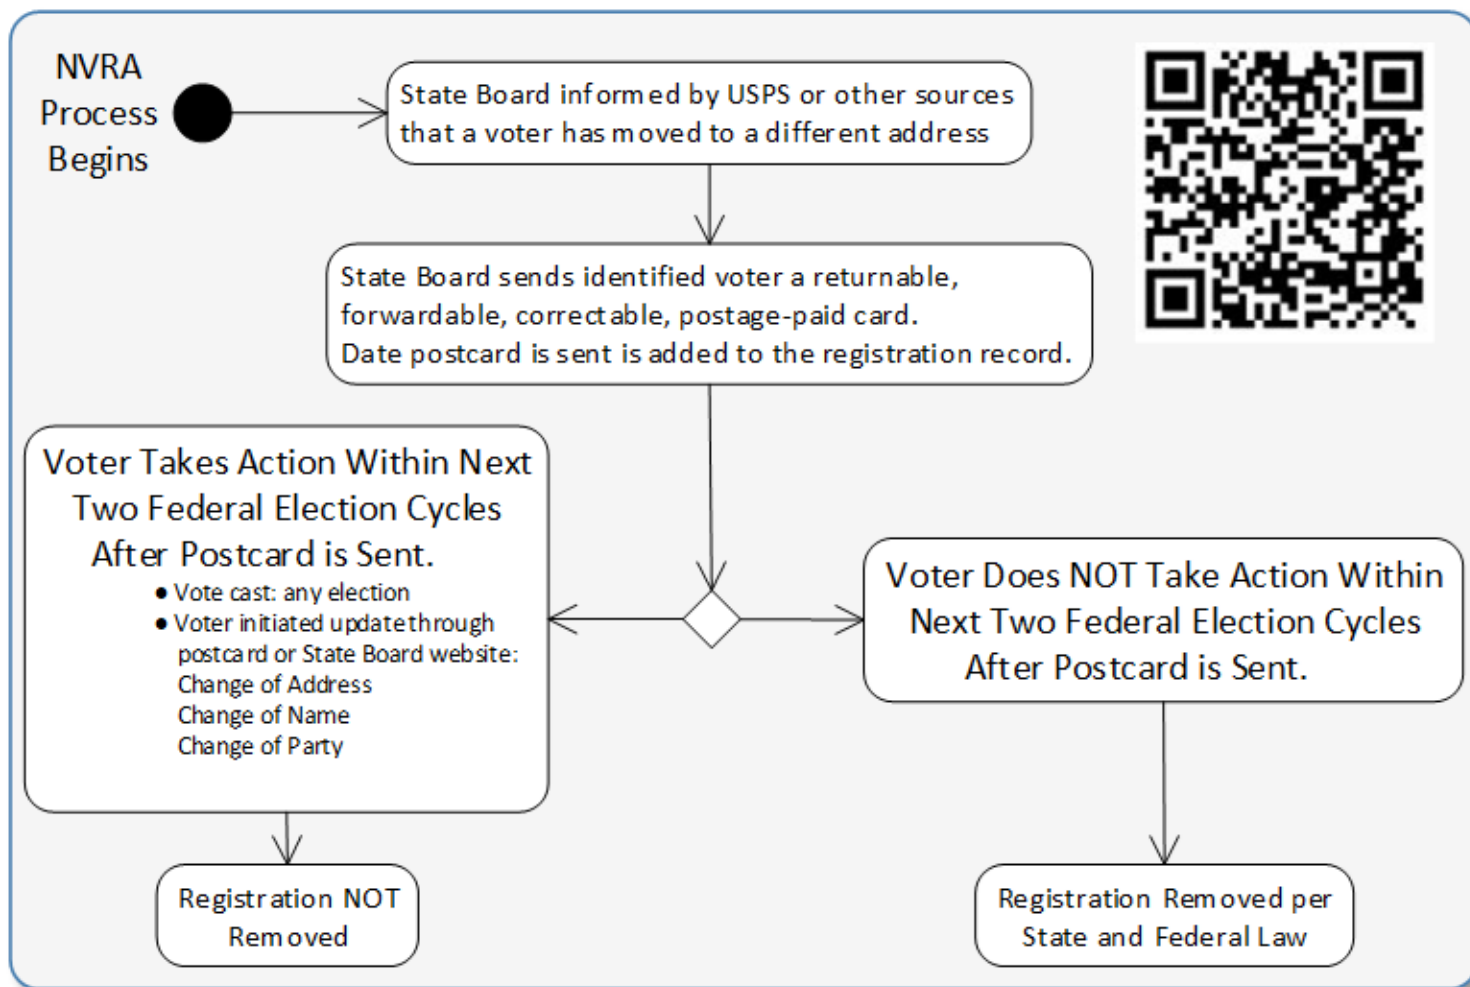 NVRA
Process
Begins
State Board informed by USPS or other sources
that a voter has moved to a different address
State Board sends identified voter a returnable,
forwardable, correctable, postage-paid card.
Date postcard is sent is added to the registration record.
Voter Takes Action Within Next
Two Federal Election Cycles
After Postcard is Sent.
● Vote cast: any election
● Voter initiated update through
postcard or State Board website:
Change of Address
Change of Name
Change of Party
Voter Does NOT Take Action Within
Next Two Federal Election Cycles
After Postcard is Sent.
Registration NOT
Removed
Registration Removed per
State and Federal Law